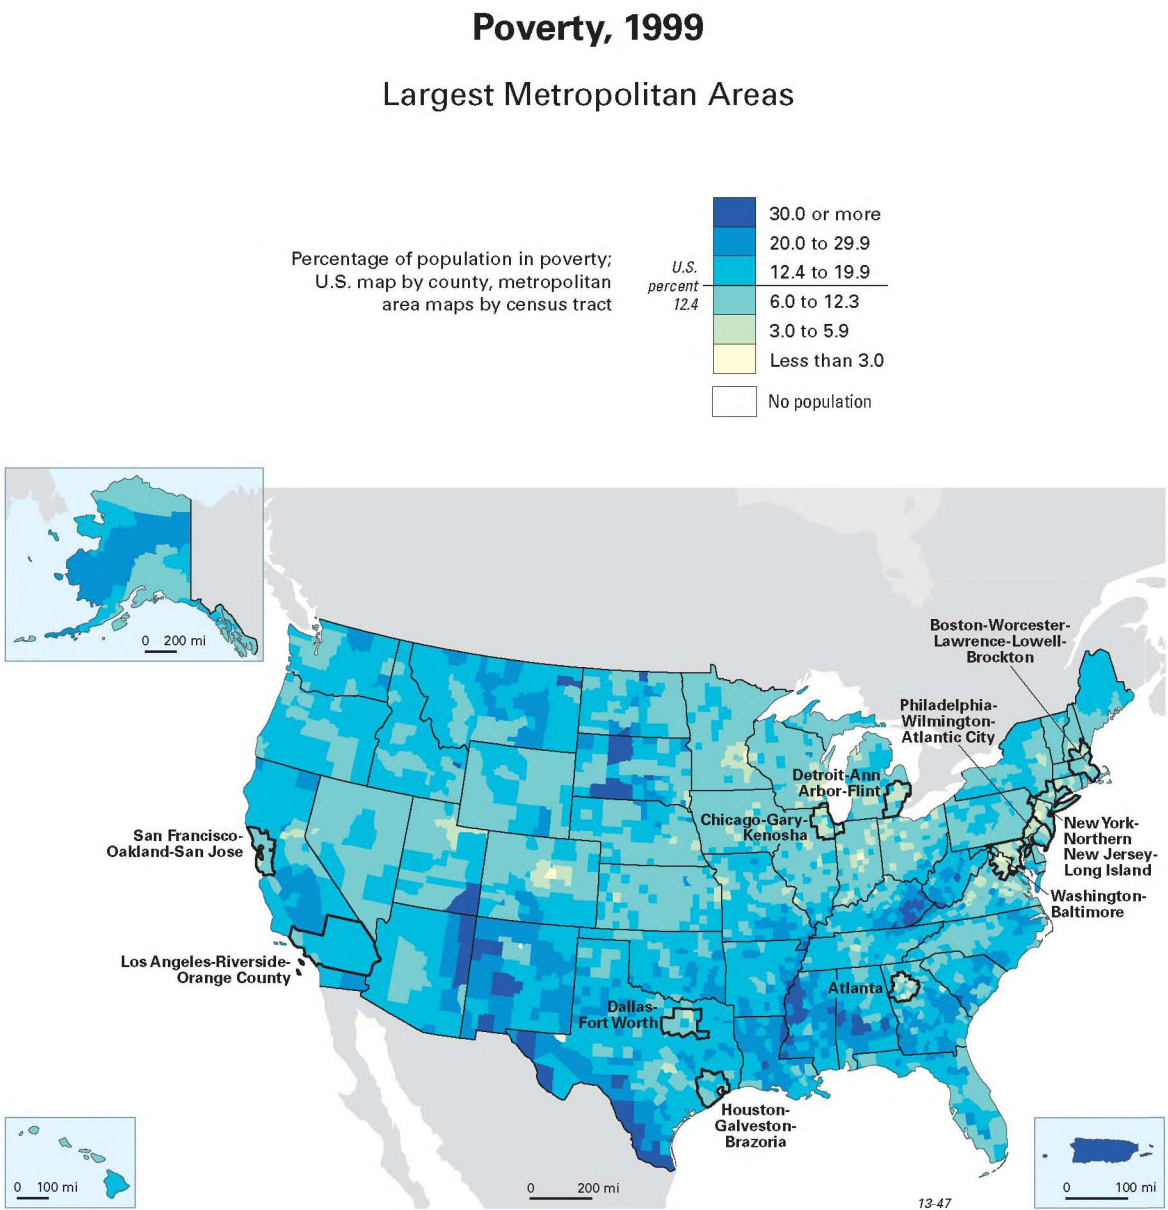 Poverty, 1999
Largest Metropolitan Areas
Percentage of population in poverty;
U.S. map by county, metropolitan
area maps by census tract
U.S.
percent
12.4
30.0 or more
20.0 to 29.9
12.4 to 19.9
6.0 to 12.3
3.0 to 5.9
Less than 3.0
No population
0 200 mi
Boston-Worcester-
Lawrence-Lowell-
Brockton
Philadelphia-
Wilmington-
Atlantic City
Detroit-Ann
Arbor-Flint
Chicago-Gary-
Kenosha
San Francisco-
Oakland-San Jose
New York-
Northern
New Jersey-
Long Island
Washington-
Baltimore
Los Angeles-Riverside-
Orange County
Atlanta
Dallas-
Fort Worth
Houston-
Galveston-
Brazoria
0 100 mi
0 200 mi
0 100 mi
13-47